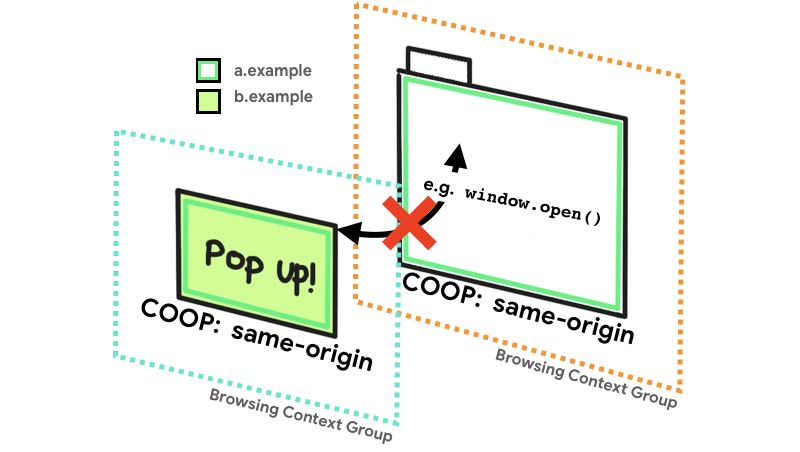 a.example
b.example
e.g. window.open()
Pop up!
COOP: same-origin
COOP: same-origin
Browsing Context Group
Browsing Context Group